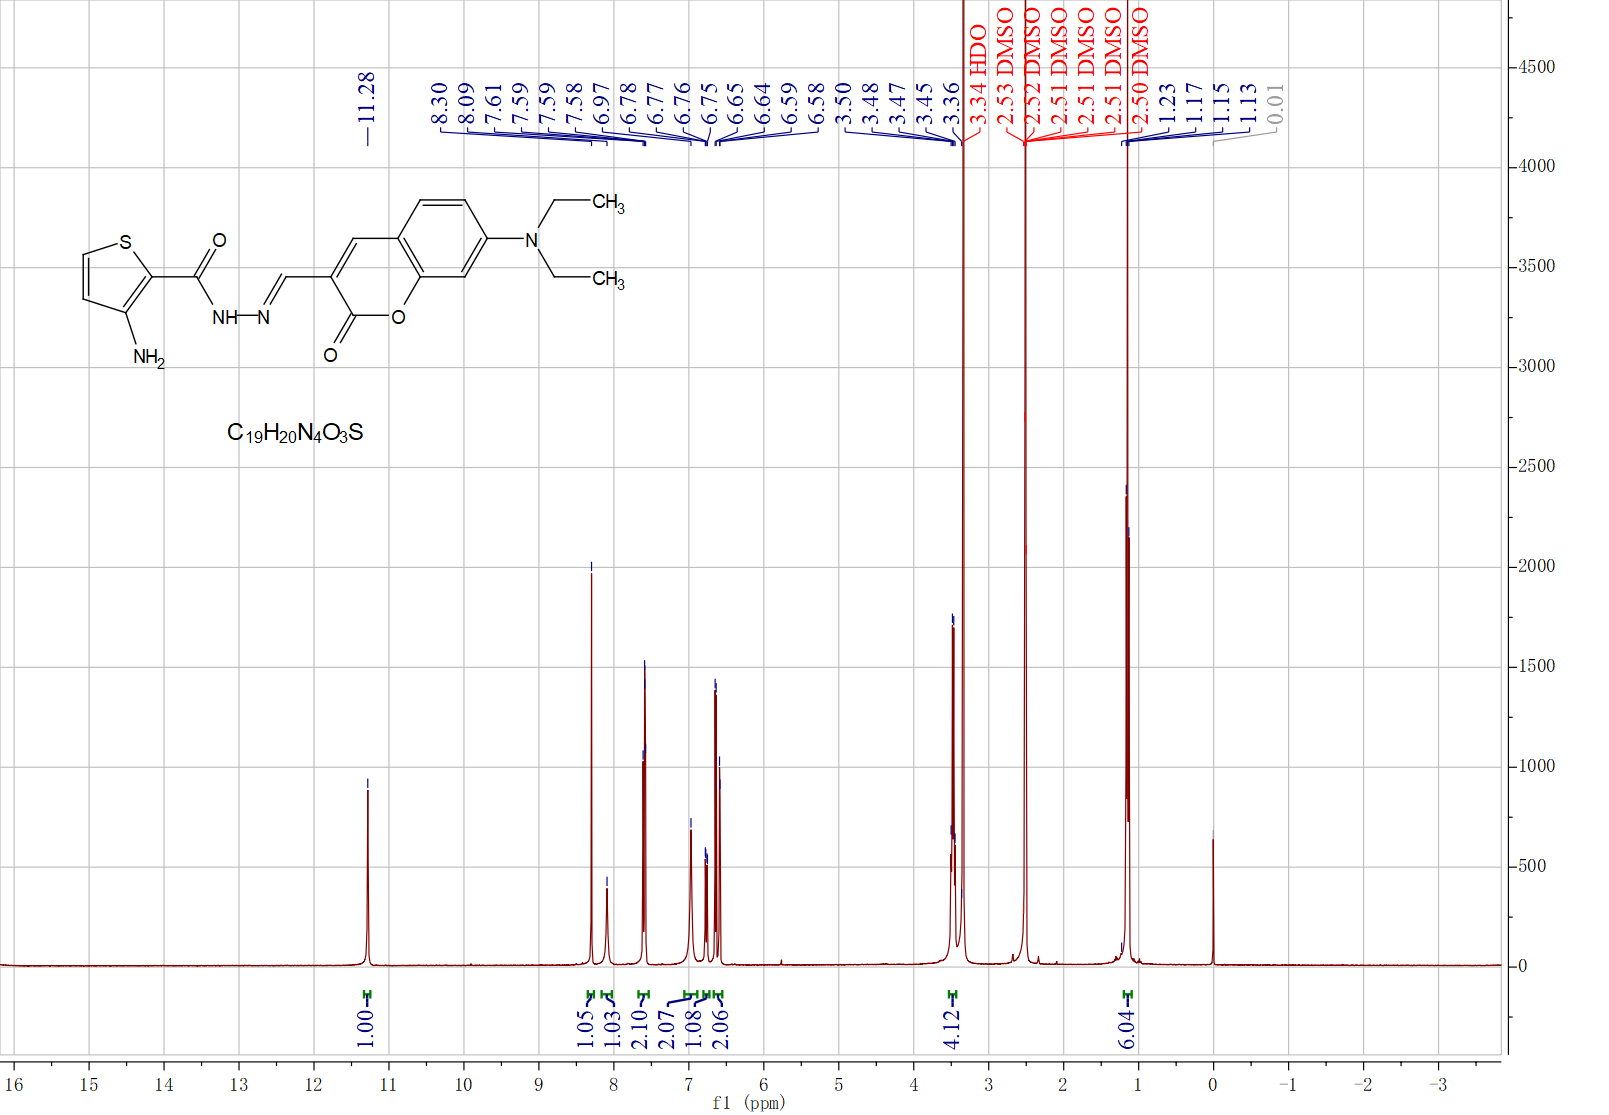 11.28
8.30
8.09
7.61
7.59
7.59
7.58
6.97
6.78
6.77
6.76
6.75
6.65
6.64
6.59
6.58
3.50
3.48
3.47
3.45
3.36
3.34 HDO
2.53 DMSO
2.52 DMSO
2.51 DMSO
2.51 DMSO
2.51 DMSO
2.50 DMSO
1.23
1.17
1.15
1.13
0.01
4500
4000
3500
3000
2500
2000
1500
1000
500
0
S
O
NH
N
NH2
O
O
N
CH3
CH3
C19H20N4O3S
1.00
1.05
1.03
2.10
2.07
1.08
2.06
4.12
6.04
16 15 14 13 12 11 10 9 8 7 6 5 4 3 2 1 0 -1 -2 -3
f1 (ppm)